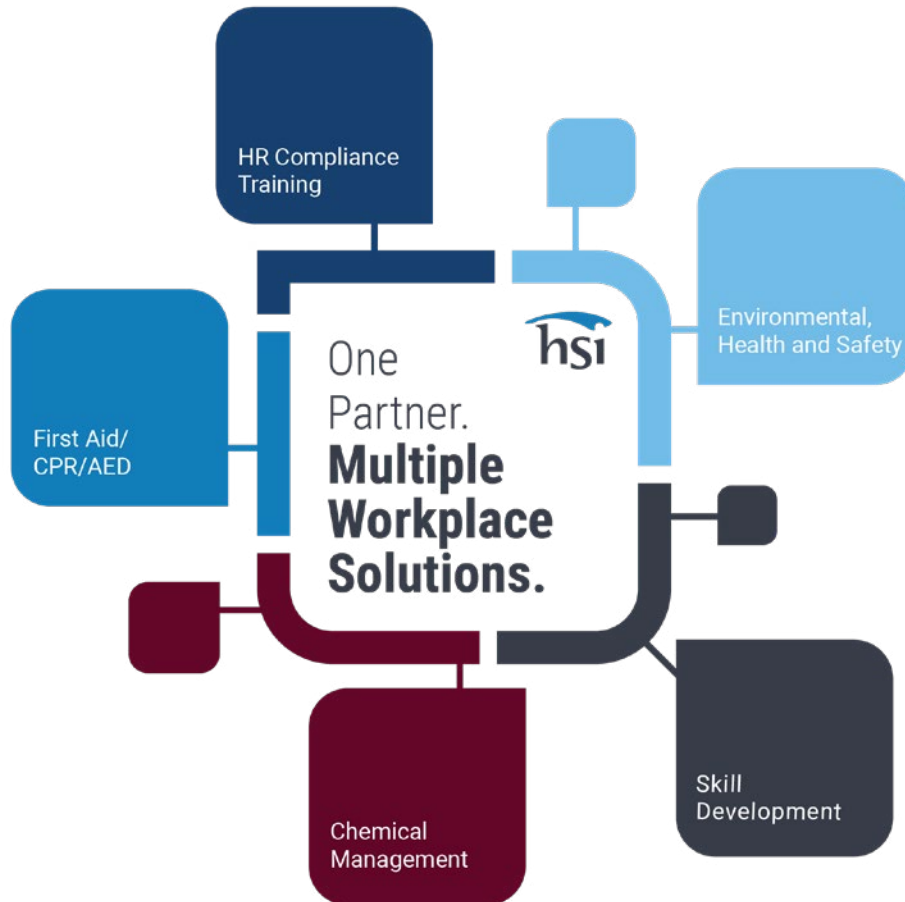 HR Compliance
Training
Environmental,
Health and Safety
hsi
One
Partner.
Multiple
Workplace
Solutions.
First Aid/
CPR/AED
Skill
Development
Chemical
Management